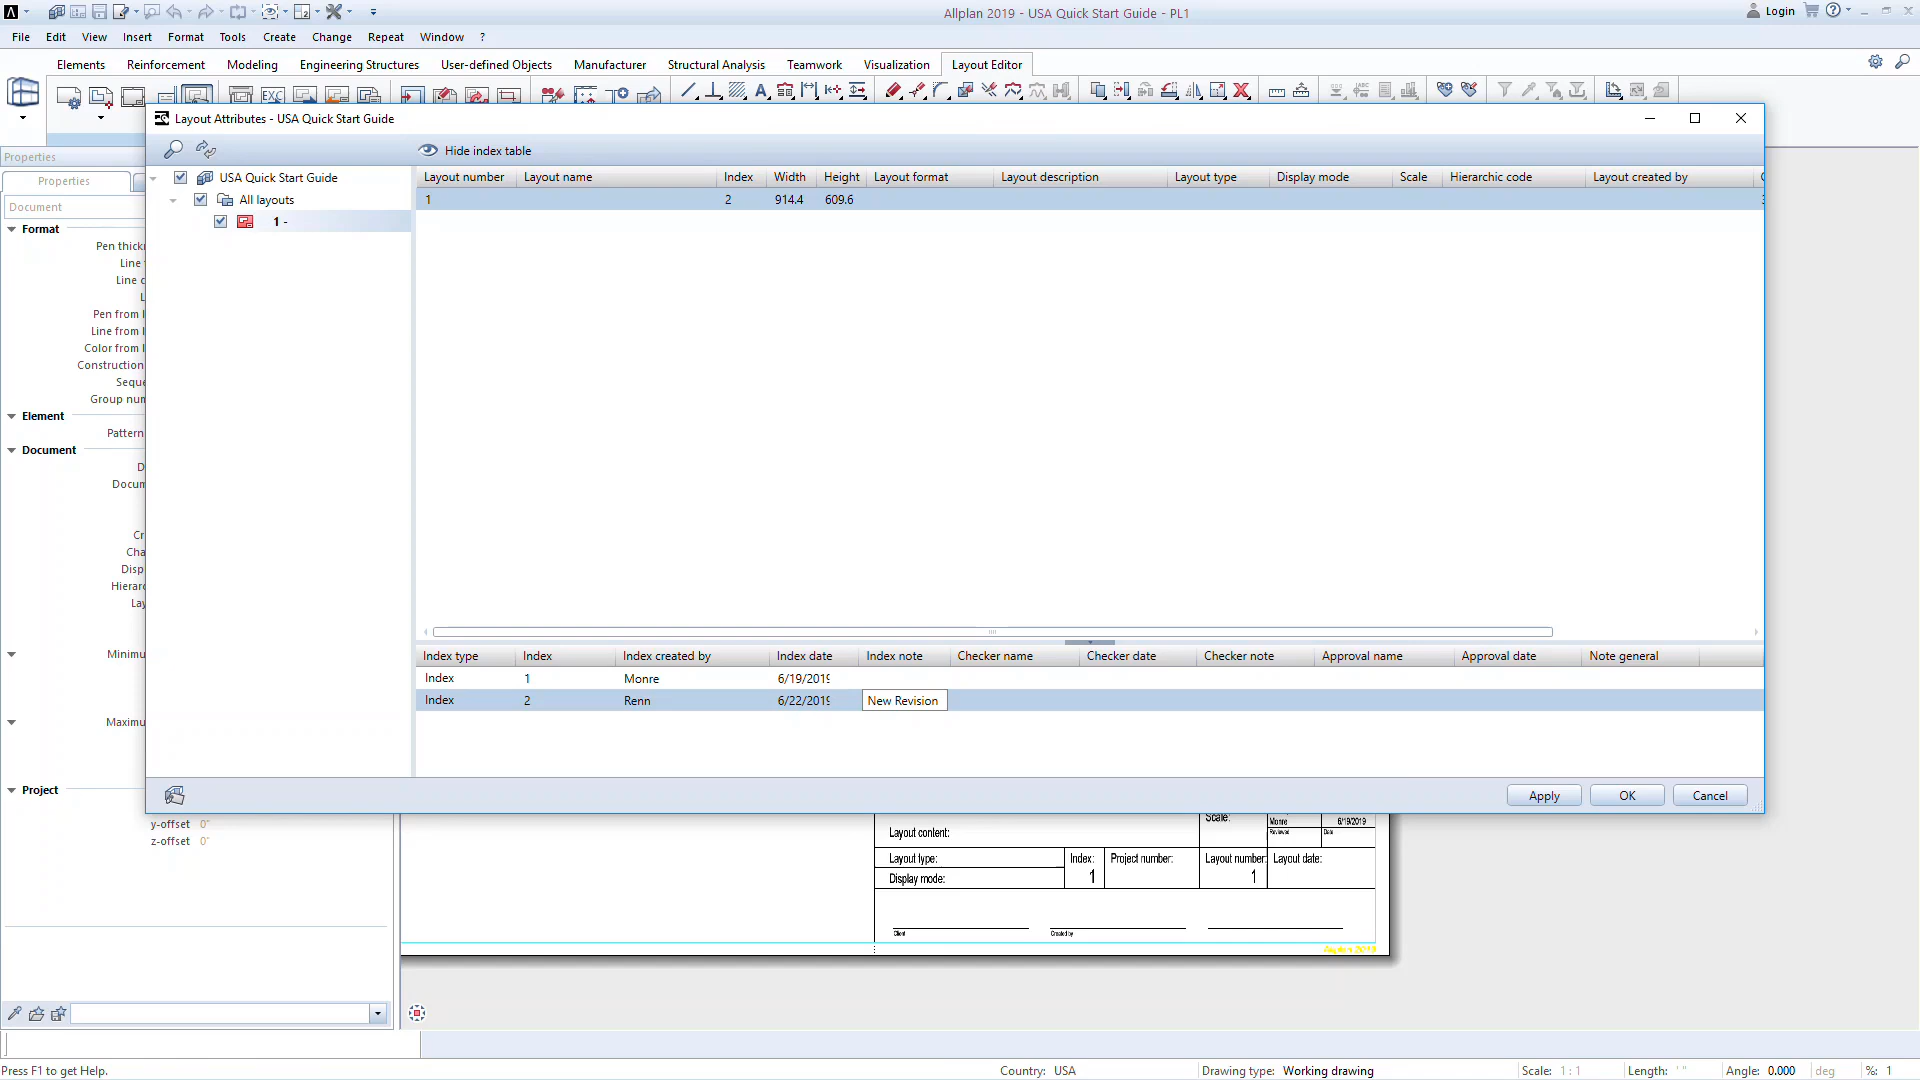 Allplan 2019 - USA Quick Start Guide - PL1
Login
File Edit View Insert Format Tools Create Change Repeat Window ?
Elements Reinforcement Modeling Engineering Structures User-defined Objects Manufacturer Structural Analysis Teamwork Visualization Layout Editor
EXC
Layout Attributes - USA Quick Start Guide
Properties
Properties
Document
Hide index table
USA Quick Start Guide
All layouts
1 -
Layout number Layout name Index Width Height Layout format Layout description Layout type Display mode Scale Hierarchic code Layout created by
1 2 914.4 609.6
Format
Pen thick
Line
Line c
L
Pen from l
Line from l
Color from l
Construction
Seque
Group num
Element
Pattern
Document
D
Docum
Cr
Cha
Disp
Hierar
Lay
Minimu
Maximu
Project
y-offset 0"
z-offset 0"
Index type Index Index created by Index date Index note Checker name Checker date Checker note Approval name Approval date Note general
Index 1 Monre 6/19/2019
Index 2 Renn 6/22/2019 New Revision
Apply OK Cancel
Scale: Monre 6/19/2019
Layout content: Reviewed Date
Layout type: Index: Project number: Layout number: Layout date:
Display mode: 1 1
Client Created by
Allplan 2019
Press F1 to get Help. Country: USA Drawing type: Working drawing Scale: 1 : 1 Length: ' " Angle: 0.000 deg %: 1